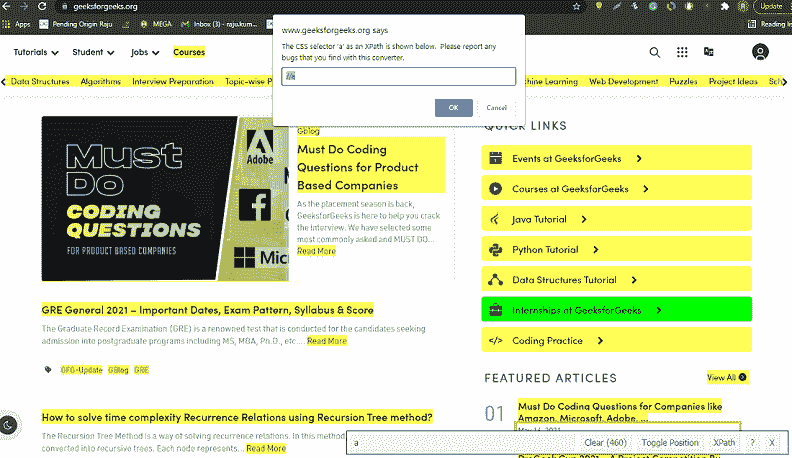 geeksforgeeks.org
Update
Apps
Pending Origin Raju
MEGA
Inbox (3) - raju.kum...
Reading list
www.geeksforgeeks.org says
The CSS selector 'a' as an XPath is shown below. Please report any
bugs that you find with this converter.
//a
OK
Cancel
Tutorials
Student
Jobs
Courses
Data Structures
Algorithms
Interview Preparation
Topic-wise P
hine Learning
Web Development
Puzzles
Project Ideas
Sch
Must
Do
CODING
QUESTIONS
FOR PRODUCT BASED COMPANIES
Adobe
Mic
Gblog
Must Do Coding
Questions for Product
Based Companies
As the placement season is back,
GeeksforGeeks is here to help you crack
the interview. We have selected some
most commonly asked and MUST DO...
Read More
QUICK LINKS
Events at GeeksforGeeks
Courses at GeeksforGeeks
Java Tutorial
Python Tutorial
Data Structures Tutorial
Internships at GeeksforGeeks
</> Coding Practice
GRE General 2021 – Important Dates, Exam Pattern, Syllabus & Score
The Graduate Record Examination (GRE) is a renowned test that is conducted for the candidates seeking
admission into postgraduate programs including MS, MBA, Ph.D., etc.... Read More
GFG-Update
GBlog
GRE
FEATURED ARTICLES
View All
01
Must Do Coding Questions for Companies like
Amazon, Microsoft, Adobe, ...
May 16, 2021
How to solve time complexity Recurrence Relations using Recursion Tree method?
The Recursion Tree Method is a way of solving recurrence relations. In this method
converted into recursive trees. Each node represents... Read More
a
Clear (460)
Toggle Position
XPath
?
X